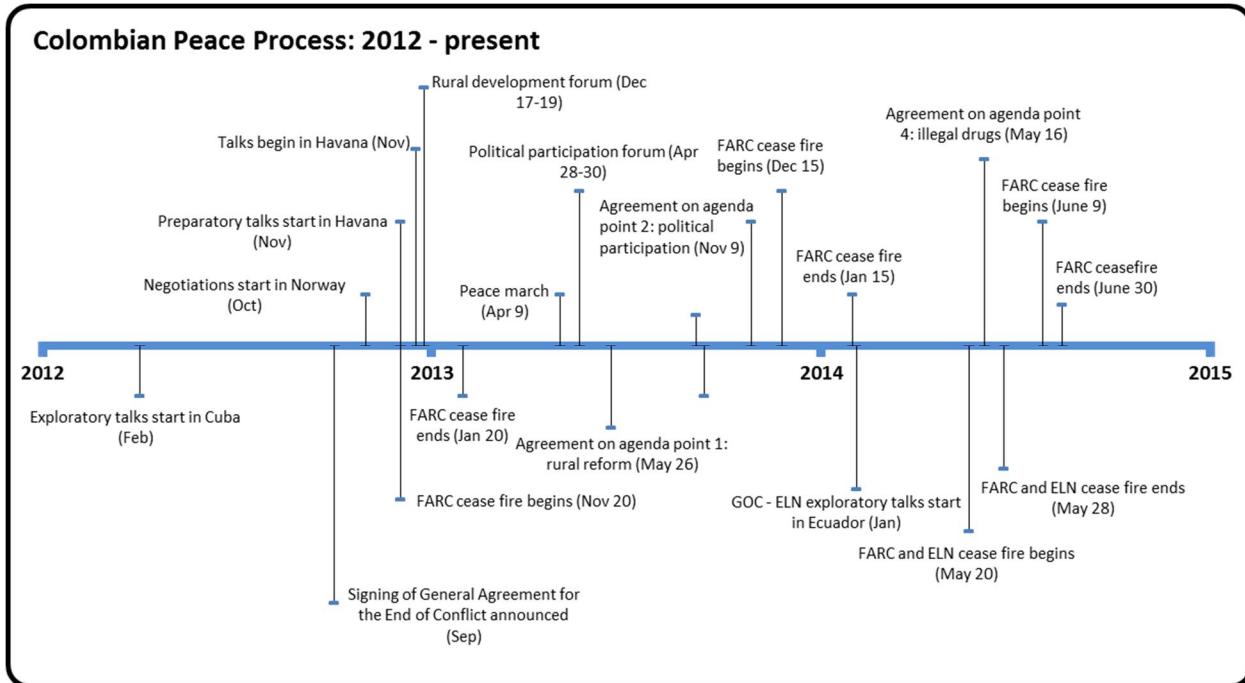 Colombian Peace Process: 2012 - present
Rural development forum (Dec
17-19)
Talks begin in Havana (Nov)
Preparatory talks start in Havana
(Nov)
Negotiations start in Norway
(Oct)
Political participation forum (Apr
28-30)
Peace march
(Apr 9)
Agreement on agenda
point 2: political
participation (Nov 9)
FARC cease fire
begins (Dec 15)
FARC cease fire
ends (Jan 15)
Agreement on agenda point
4: illegal drugs (May 16)
FARC cease fire
begins (June 9)
FARC ceasefire
ends (June 30)
2012
2013
2014
2015
Exploratory talks start in Cuba
(Feb)
FARC cease fire
ends (Jan 20)
Agreement on agenda point 1:
rural reform (May 26)
FARC cease fire begins (Nov 20)
GOC - ELN exploratory talks start
in Ecuador (Jan)
FARC and ELN cease fire ends
(May 28)
FARC and ELN cease fire begins
(May 20)
Signing of General Agreement for
the End of Conflict announced
(Sep)